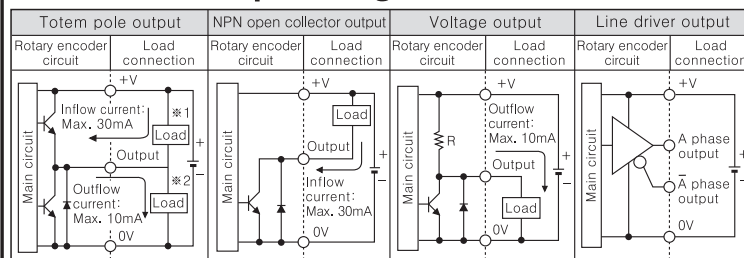 Totem pole output
NPN open collector output
Voltage output
Line driver output
Rotary encoder circuit
Load connection
Rotary encoder circuit
Load connection
Rotary encoder circuit
Load connection
Rotary encoder circuit
Load connection
Main circuit
+V
Inflow current:
Max. 30mA
※1
Load
+
−
Output
※2
Outflow
current:
Max. 10mA
Load
0V
Main circuit
+V
Load
Output
+
−
Inflow
current:
Max. 30mA
0V
Main circuit
+V
Outflow
current:
Max. 10mA
R
Output
+
−
Load
0V
Main circuit
+V
A phase
output
+
−
A̅ phase
output
0V